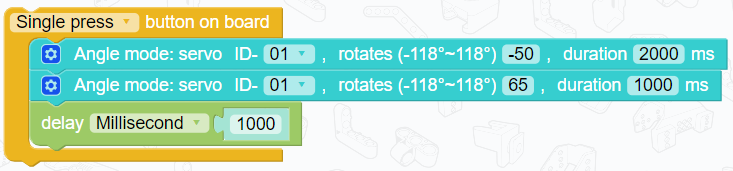 Single press button on board
Angle mode: servo ID- 01 , rotates (-118°~118°) -50 , duration 2000 ms
Angle mode: servo ID- 01 , rotates (-118°~118°) 65 , duration 1000 ms
delay Millisecond 1000